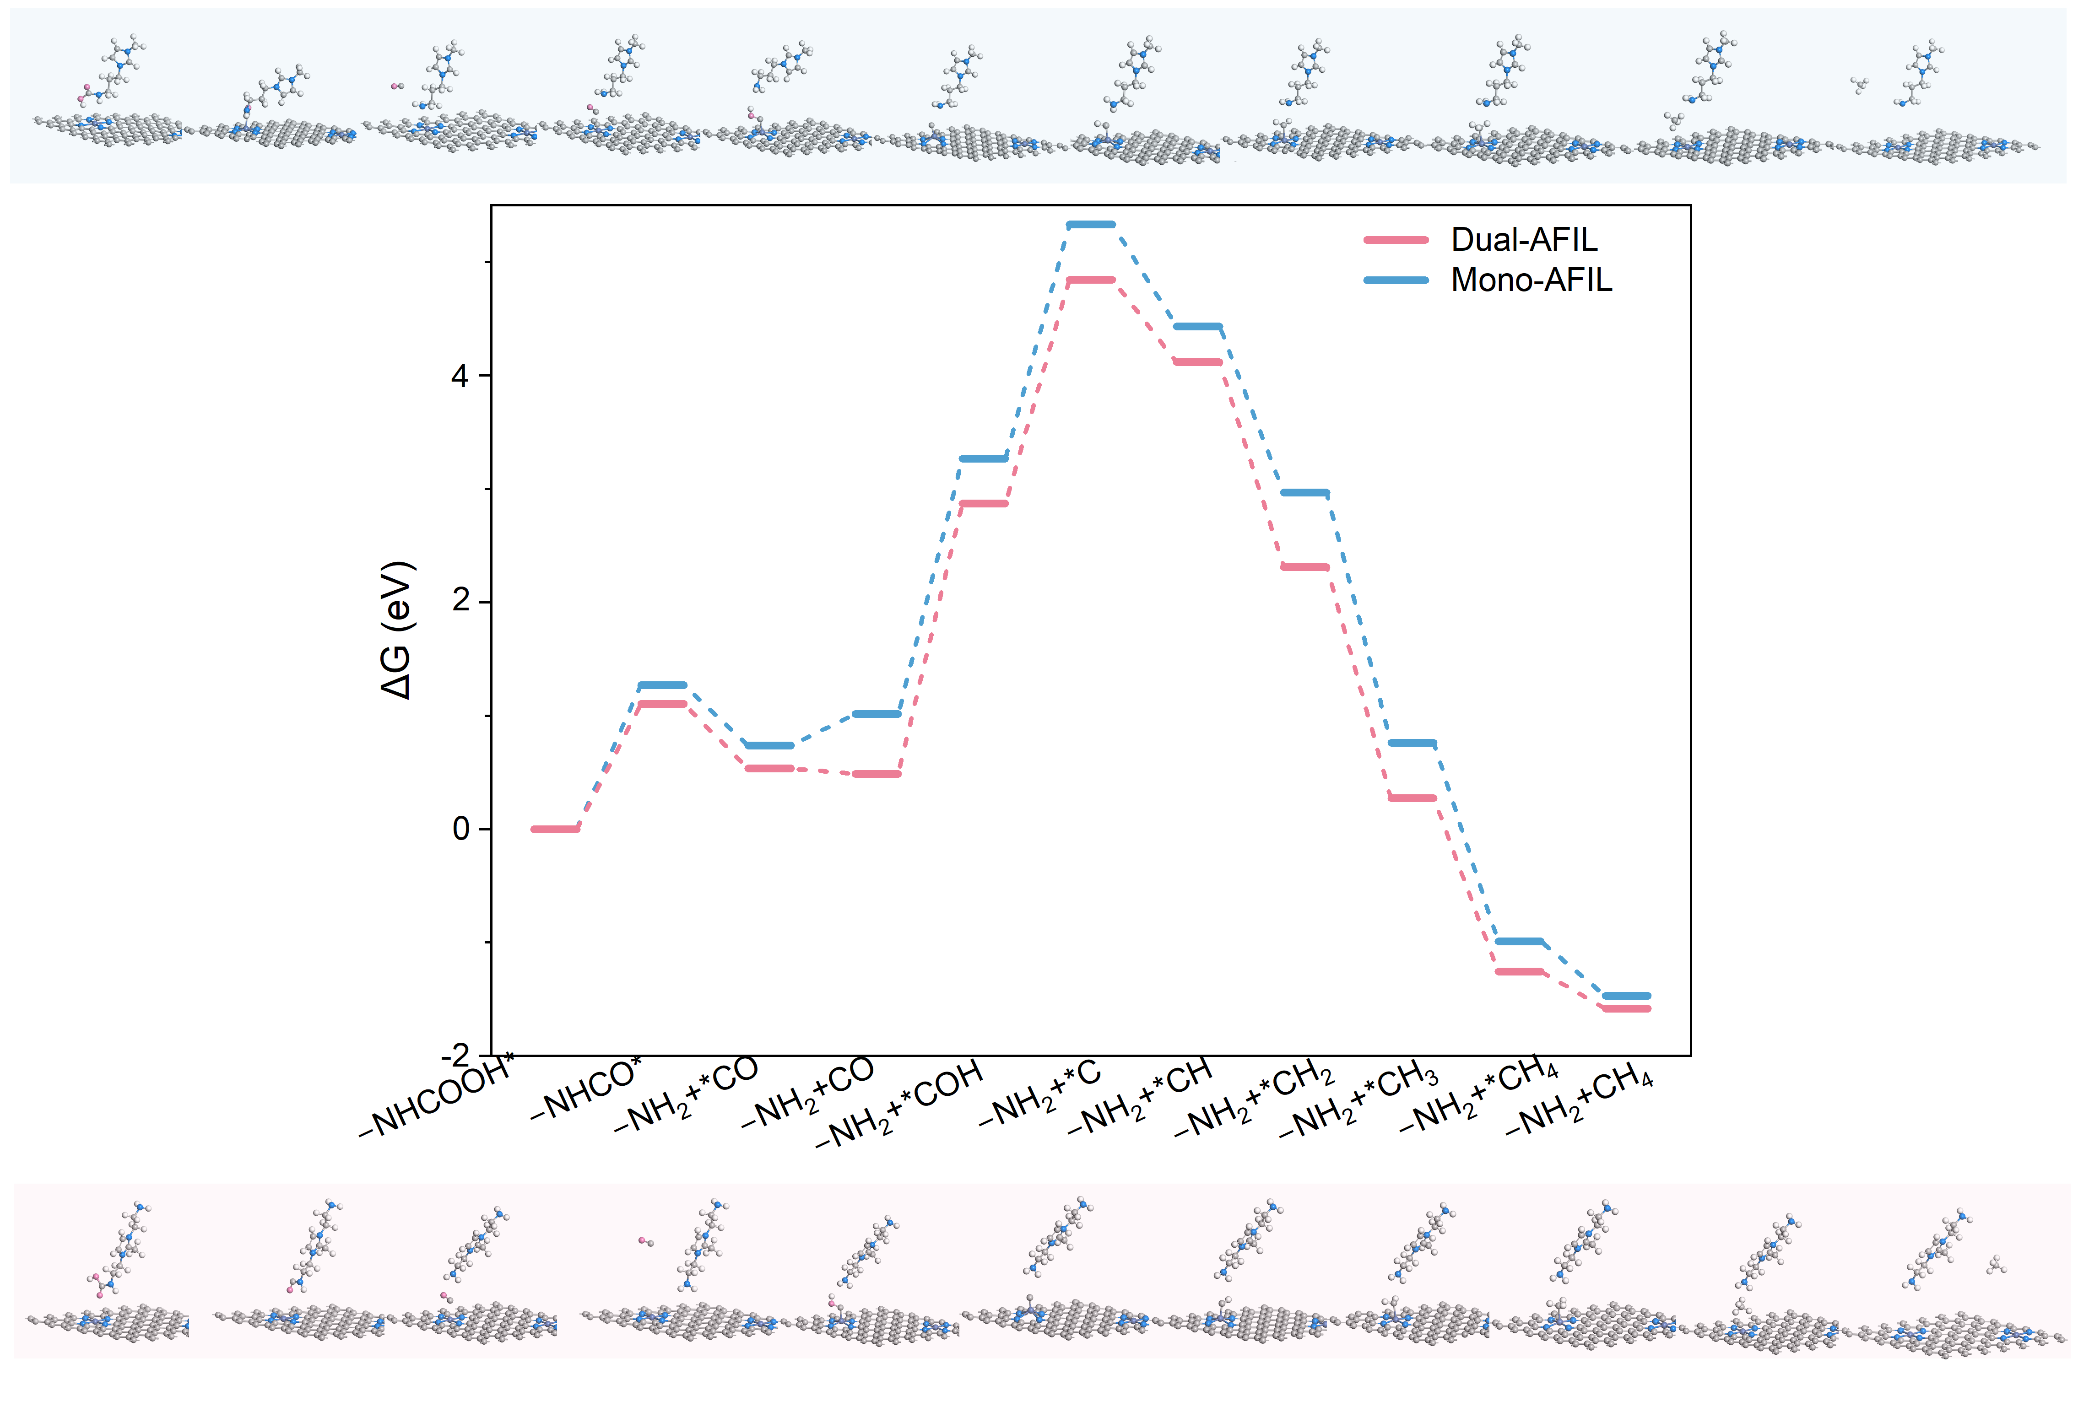 Dual-AFIL
Mono-AFIL
ΔG (eV)
4
2
0
-2
–NHCOOH*
–NHCO*
–NH₂+*CO
–NH₂+CO
–NH₂+*COH
–NH₂+*C
–NH₂+*CH
–NH₂+*CH₂
–NH₂+*CH₃
–NH₂+*CH₄
–NH₂+CH₄